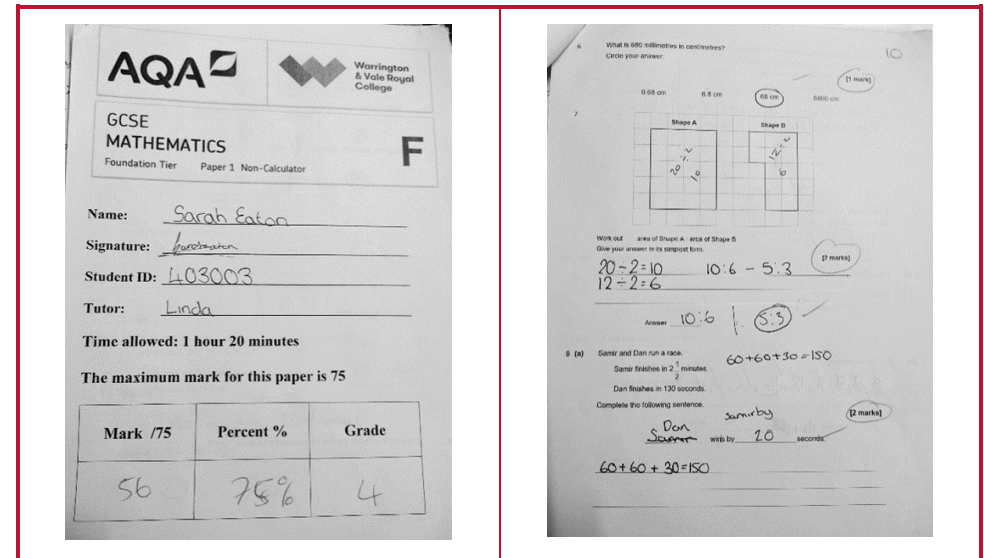 AQA
Warrington
& Vale Royal
College
GCSE
MATHEMATICS
F
Foundation Tier Paper 1 Non-Calculator
Name: Sarah Eaton
Signature:
Student ID: 403003
Tutor: Linda
Time allowed: 1 hour 20 minutes
The maximum mark for this paper is 75
Mark /75 Percent % Grade
56 75% 4
10
6 What is 680 millimetres in centimetres?
Circle your answer.
[1 mark]
0.68 cm 6.8 cm 68 cm 6800 cm
7
Shape A Shape B
20 ÷ 2
10
12 ÷ 2
6
Work out area of Shape A : area of Shape B
Give your answer in its simplest form.
[2 marks]
20÷2=10 10:6 - 5:3
12÷2=6
Answer 10:6 5:3
8 (a) Samir and Dan run a race.
60+60+30=150
Samir finishes in 2 1/2 minutes.
Dan finishes in 130 seconds.
Complete the following sentence.
[2 marks]
Samir by
Dan
Samir wins by 20 seconds.
60+60+30=150